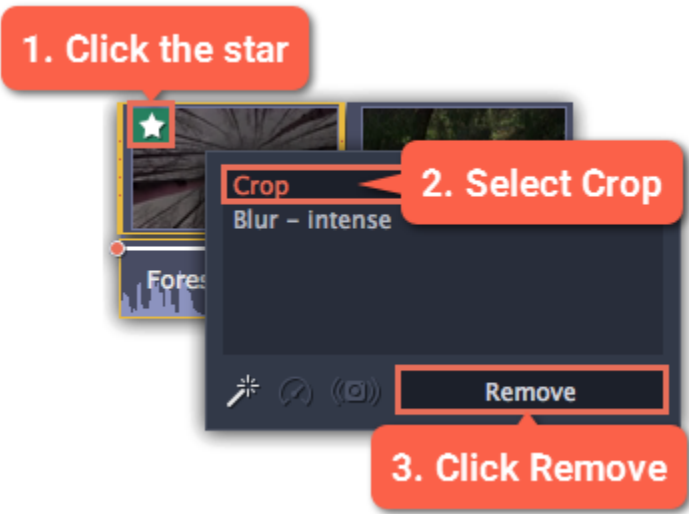 1. Click the star
Crop
2. Select Crop
Blur – intense
Remove
3. Click Remove